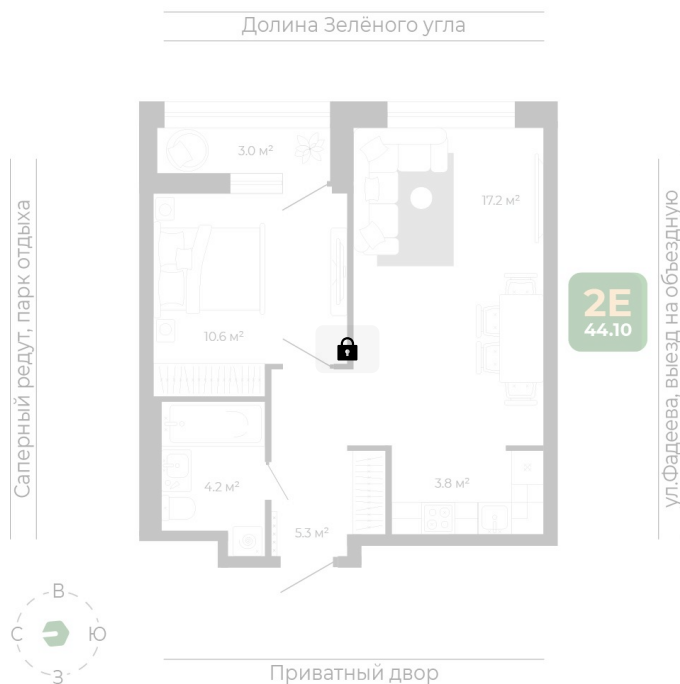 Долина Зелёного угла
3.0 м²
17.2 м²
Саперный редут, парк отдыха
ул.Фадеева, выезд на объездную
2Е
44.10
10.6 м²
4.2 м²
3.8 м²
5.3 м²
В
С
Ю
З
Приватный двор